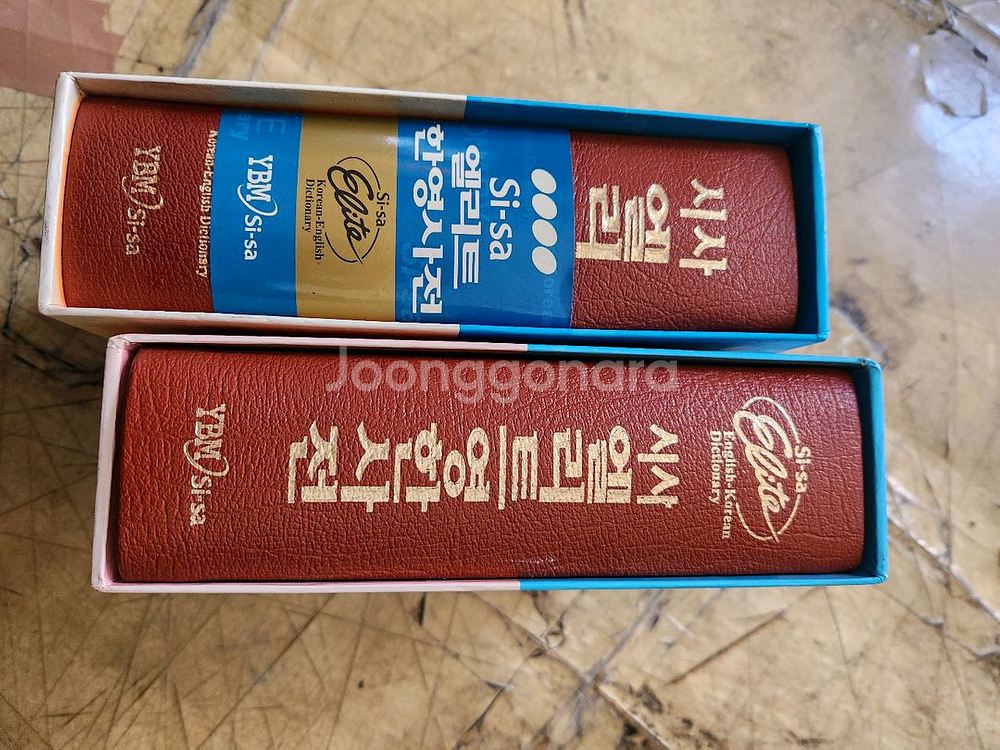 시사
엘리
Si-sa
엘리트
한영사전
Si-sa
Elite
Korean-English
Dictionary
YBM Si-sa
Korean-English Dictionary
YBM Si-sa
Joonggonara
Si-sa
Elite
English-Korean
Dictionary
시사
엘리트
영한사전
YBM Si-sa